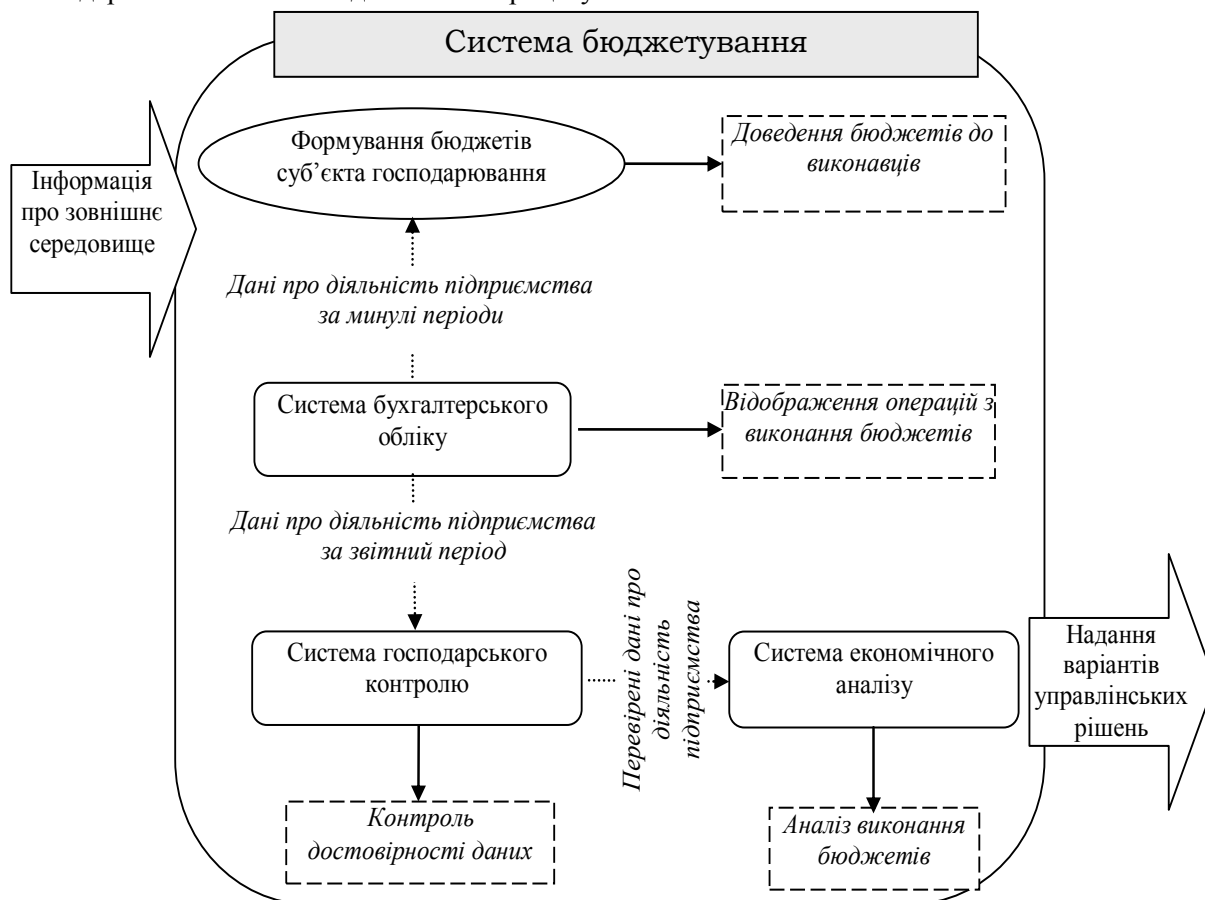 Система бюджетування
Формування бюджетів
суб’єкта господарювання
Доведення бюджетів до
виконавців
Інформація
про зовнішнє
середовище
Дані про діяльність підприємства
за минулі періоди
Система бухгалтерського
обліку
Відображення операцій з
виконання бюджетів
Дані про діяльність підприємства
за звітний період
Система господарського
контролю
Перевірені дані про
діяльність
підприємства
Система економічного
аналізу
Надання
варіантів
управлінських
рішень
Контроль
достовірності даних
Аналіз виконання
бюджетів